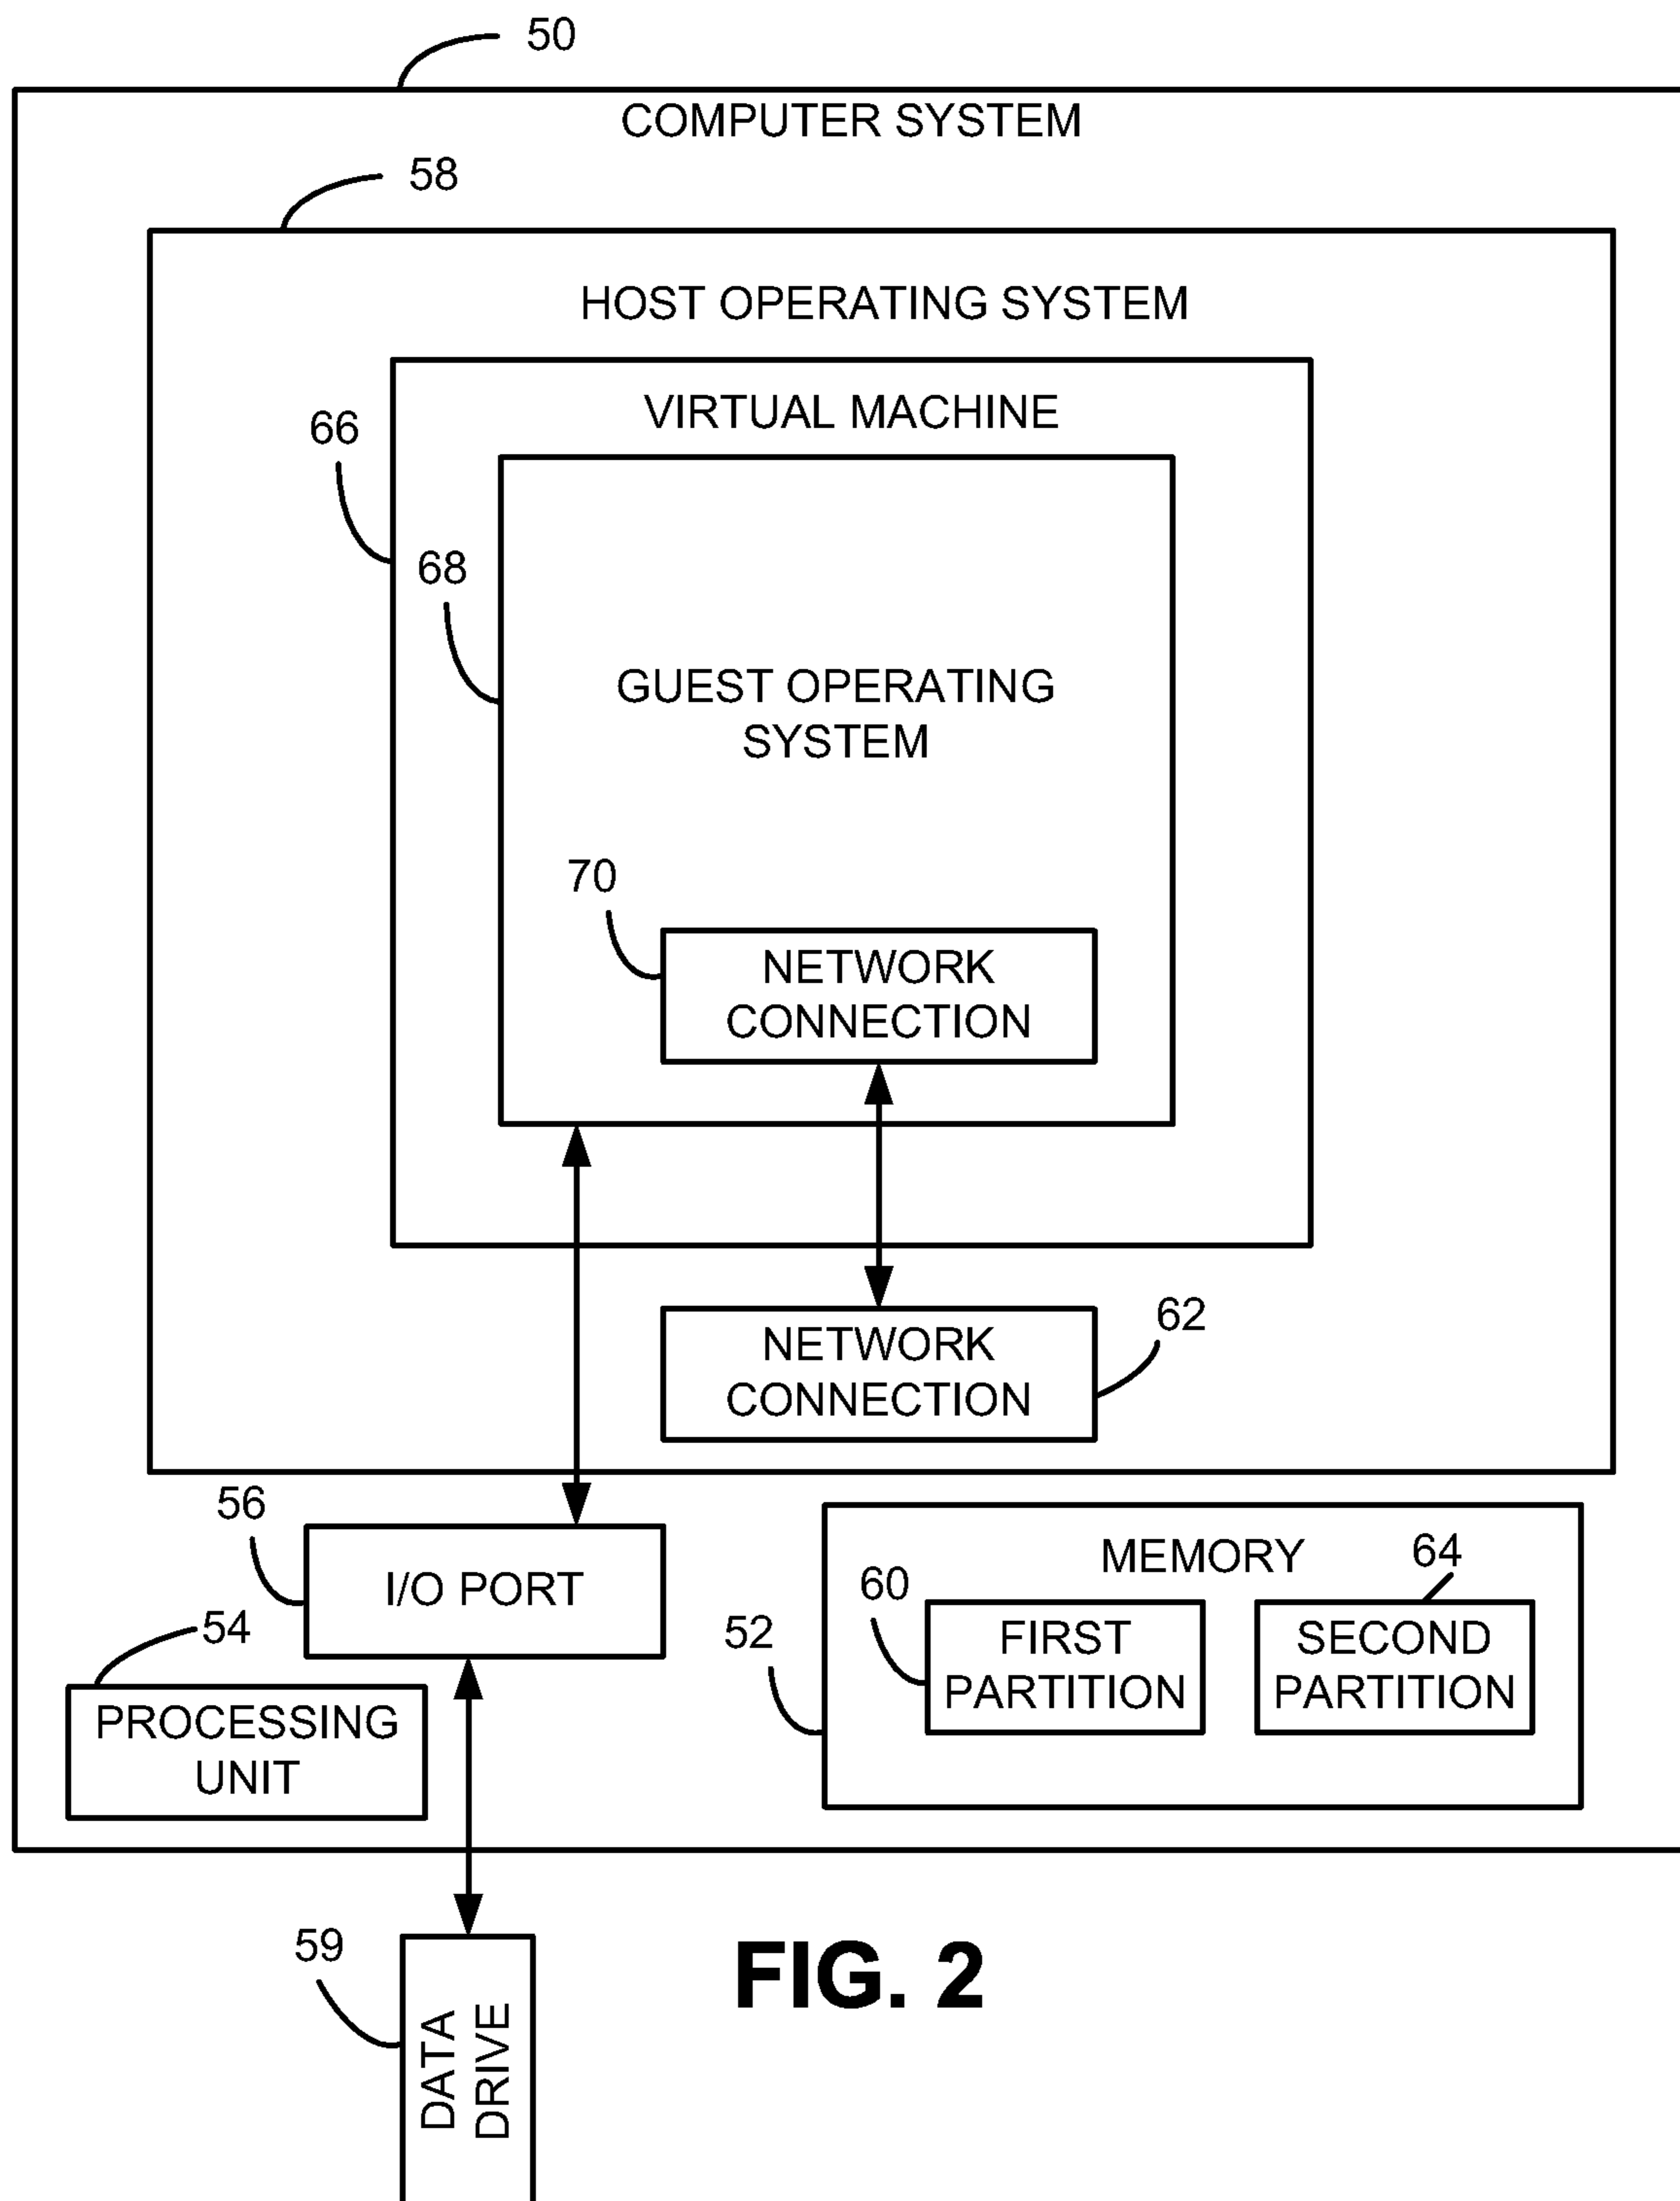 50
COMPUTER SYSTEM
58
HOST OPERATING SYSTEM
VIRTUAL MACHINE
66
68
GUEST OPERATING
SYSTEM
70
NETWORK
CONNECTION
62
NETWORK
CONNECTION
56
I/O PORT
MEMORY
64
60
52
FIRST
PARTITION
SECOND
PARTITION
54
PROCESSING
UNIT
59
DATA
DRIVE
FIG. 2